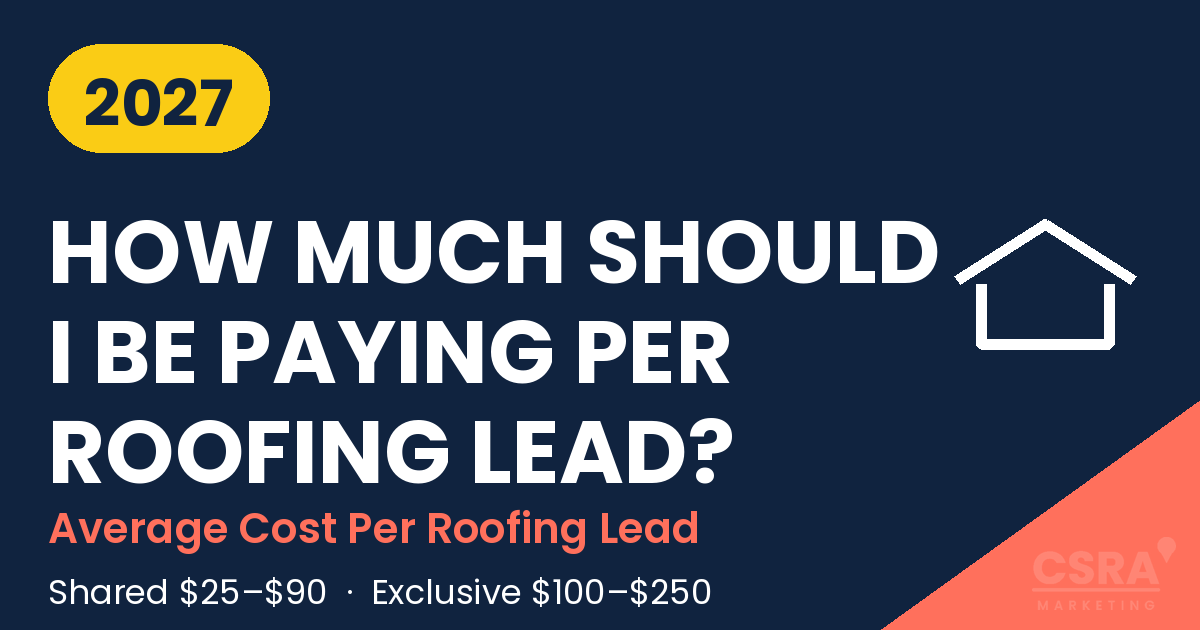 2027
HOW MUCH SHOULD
I BE PAYING PER
ROOFING LEAD?
Average Cost Per Roofing Lead
Shared $25–$90 · Exclusive $100–$250
CSRA
MARKETING